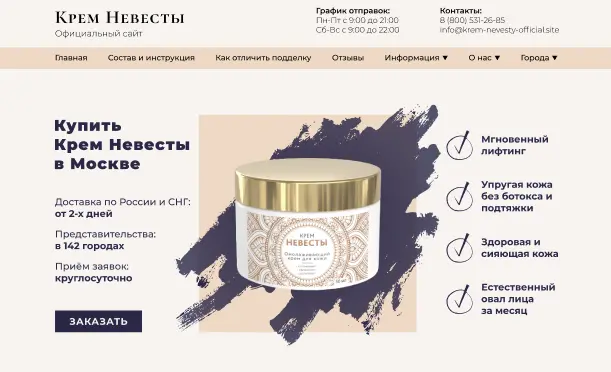 Крем Невесты
Официальный сайт
График отправок:
Пн-Пт с 9:00 до 21:00
Сб-Вс с 9:00 до 22:00
Контакты:
8 (800) 531-26-85
info@krem-nevesty-official.site
Главная
Состав и инструкция
Как отличить подделку
Отзывы
Информация ▼
О нас ▼
Города ▼
Купить
Крем Невесты
в Москве
Доставка по России и СНГ:
от 2-х дней
Представительства:
в 142 городах
Приём заявок:
круглосуточно
ЗАКАЗАТЬ
КРЕМ
НЕВЕСТЫ
Омолаживающий
крем для кожи
Мгновенный
лифтинг
Упругая кожа
без ботокса и
подтяжки
Здоровая и
сияющая кожа
Естественный
овал лица
за месяц